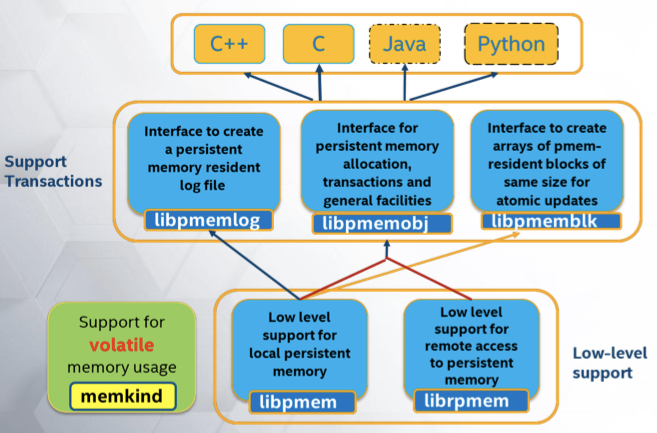 C++
C
Java
Python
Support
Transactions
Interface to create
a persistent
memory resident
log file
libpmemlog
Interface for
persistent memory
allocation,
transactions and
general facilities
libpmemobj
Interface to create
arrays of pmem-
resident blocks of
same size for
atomic updates
libpmemblk
Support for
volatile
memory usage
memkind
Low level
support for
local persistent
memory
libpmem
Low level
support for
remote access
to persistent
memory
librpmem
Low-level
support